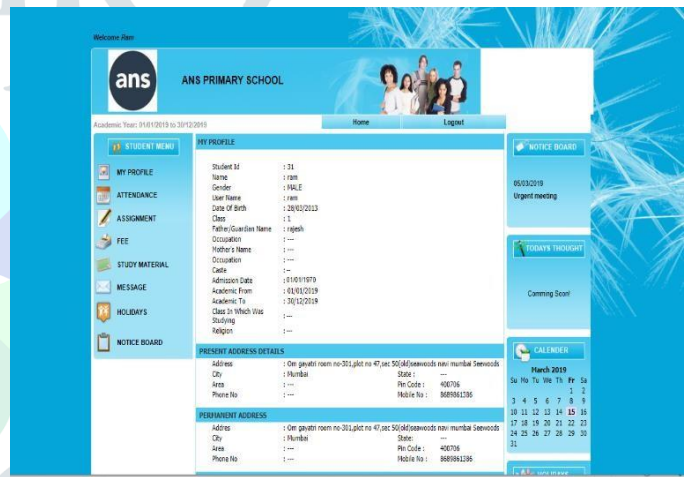 Welcome Ram
ans
ANS PRIMARY SCHOOL
Academic Year: 01/01/2019 to 30/12/2019
Home
Logout
STUDENT MENU
MY PROFILE
ATTENDANCE
ASSIGNMENT
FEE
STUDY MATERIAL
MESSAGE
HOLIDAYS
NOTICE BOARD
MY PROFILE
Student Id : 31
Name : ram
Gender : MALE
User Name : ram
Date Of Birth : 28/03/2013
Class : 1
Father/Guardian Name : rajesh
Occupation : ---
Mother's Name : ---
Occupation : ---
Caste : --
Admission Date : 01/01/1970
Academic From : 01/01/2019
Academic To : 30/12/2019
Class In Which Was
Studying : ---
Religion : ---
PRESENT ADDRESS DETAILS
Address : Om gayatri room no-301,plot no 47,sec 50(old)seawoods navi mumbai Seewoods
City : Mumbai State : ---
Area : --- Pin Code : 400706
Phone No : --- Mobile No : 8689861386
PERMANENT ADDRESS
Addres : Om gayatri room no-301,plot no 47,sec 50(old)seawoods navi mumbai Seewoods
City : Mumbai State: ---
Area : --- Pin Code : 400706
Phone No : --- Mobile No : 8689861386
NOTICE BOARD
05/03/2019
Urgent meeting
TODAYS THOUGHT
Comming Soon!
CALENDER
March 2019
Su Mo Tu We Th Fr Sa
1 2
3 4 5 6 7 8 9
10 11 12 13 14 15 16
17 18 19 20 21 22 23
24 25 26 27 28 29 30
31
HOLIDAYS